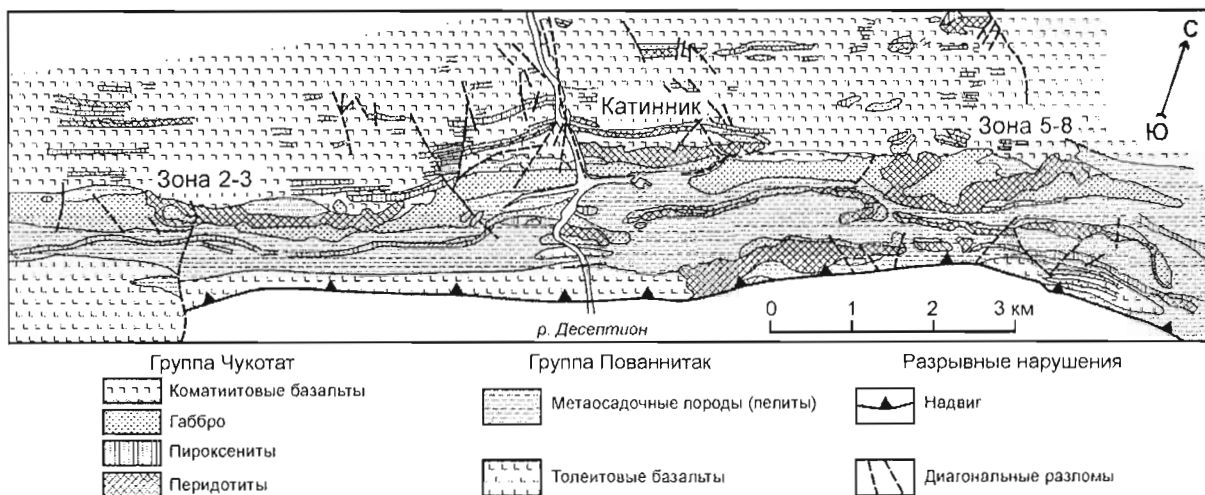 С
Катинник
Ю
Зона 5-8
Зона 2-3
0 1 2 3 км
р. Десептион
Группа Чукотат
Группа Пованнитак
Разрывные нарушения
Коматиитовые базальты
Метаосадочные породы (пелиты)
Надвиг
Габбро
Пироксениты
Толеитовые базальты
Диагональные разломы
Перидотиты